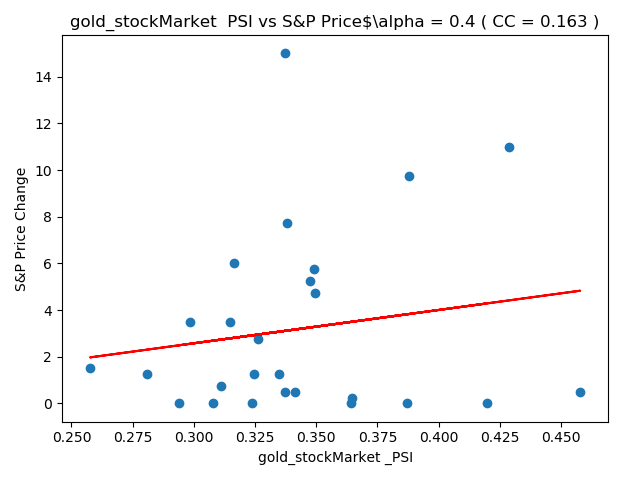 gold_stockMarket  PSI vs S&P Price$\alpha = 0.4 ( CC = 0.163 )
14
12
10
8
6
4
2
0
S&P Price Change
0.250 0.275 0.300 0.325 0.350 0.375 0.400 0.425 0.450
gold_stockMarket _PSI